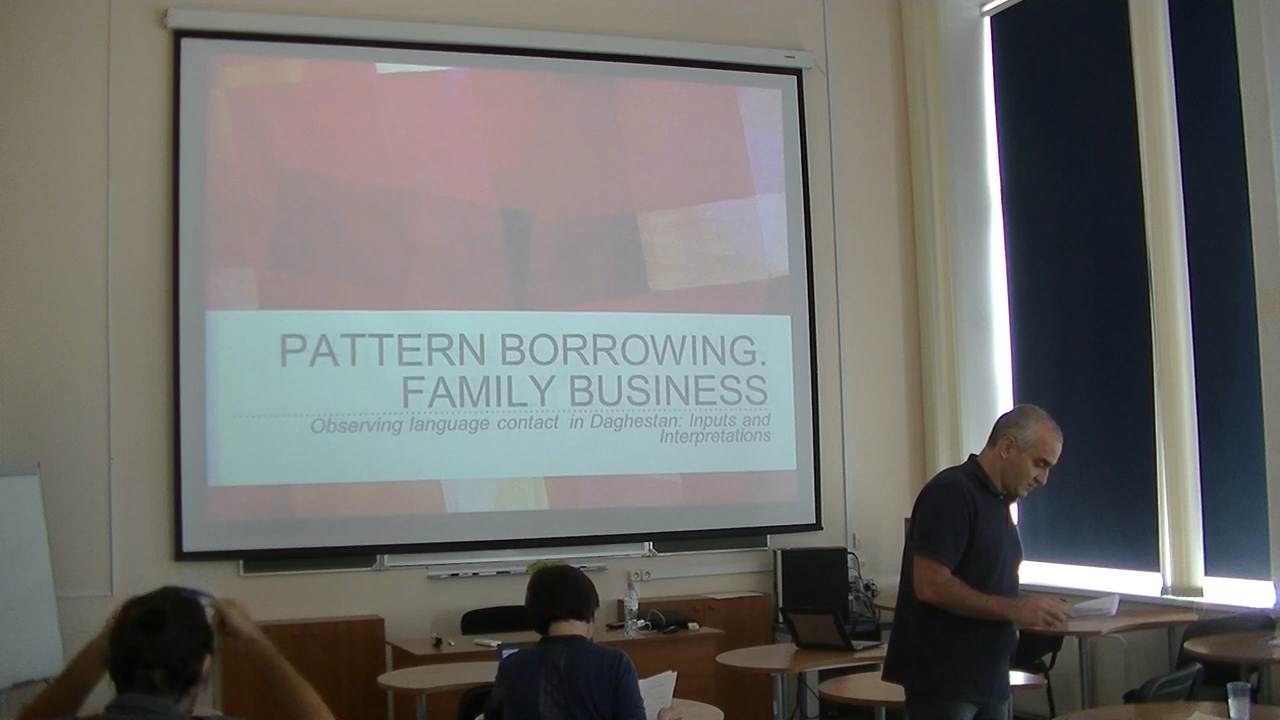 PATTERN BORROWING.
FAMILY BUSINESS
Observing language contact in Daghestan: Inputs and
Interpretations